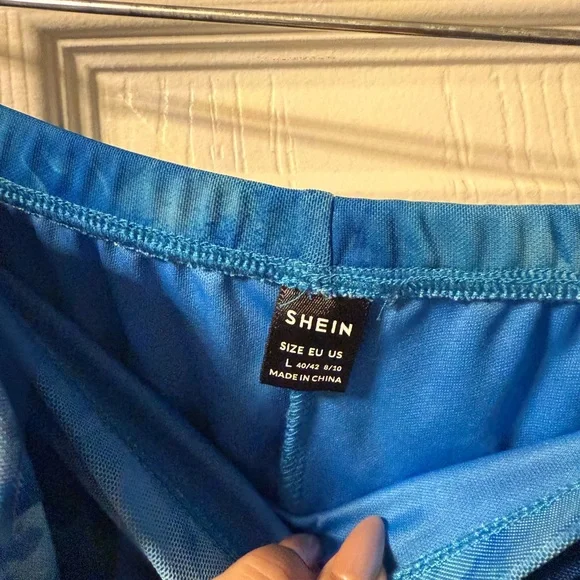 SHEIN
SIZE EU US
L 40/42 8/10
MADE IN CHINA